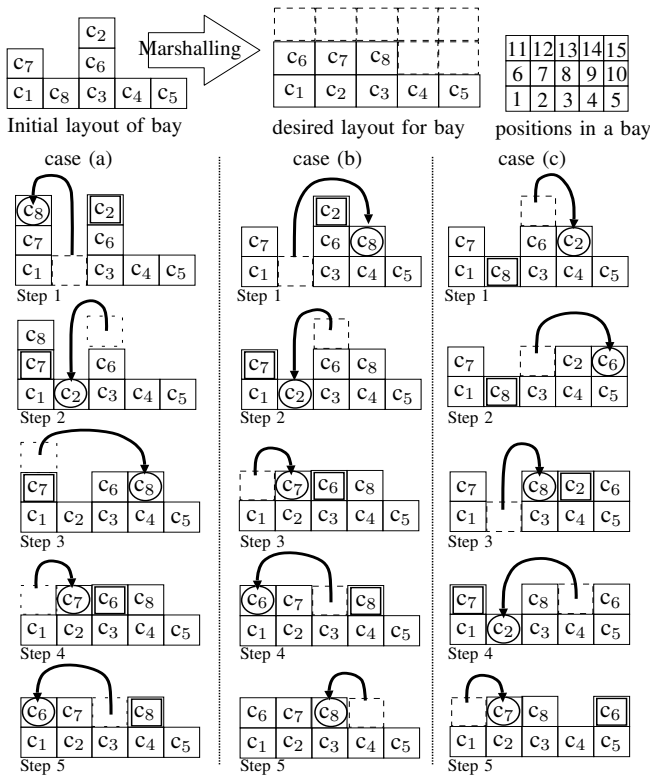 c2
c7 c6
c1 c8 c3 c4 c5
Initial layout of bay
Marshalling
c6 c7 c8
c1 c2 c3 c4 c5
desired layout for bay
11 12 13 14 15
6 7 8 9 10
1 2 3 4 5
positions in a bay
case (a)
c8 c2
c7 c6
c1 c3 c4 c5
Step 1
c8
c7 c6
c1 c2 c3 c4 c5
Step 2
c7 c6 c8
c1 c2 c3 c4 c5
Step 3
c7 c6 c8
c1 c2 c3 c4 c5
Step 4
c6 c7 c8
c1 c2 c3 c4 c5
Step 5
case (b)
c2
c7 c6 c8
c1 c3 c4 c5
Step 1
c7 c6 c8
c1 c2 c3 c4 c5
Step 2
c7 c6 c8
c1 c2 c3 c4 c5
Step 3
c6 c7 c8
c1 c2 c3 c4 c5
Step 4
c6 c7 c8
c1 c2 c3 c4 c5
Step 5
case (c)
c7 c6 c2
c1 c8 c3 c4 c5
Step 1
c7 c2 c6
c1 c8 c3 c4 c5
Step 2
c7 c8 c2 c6
c1 c3 c4 c5
Step 3
c7 c8 c6
c1 c2 c3 c4 c5
Step 4
c7 c8 c6
c1 c2 c3 c4 c5
Step 5